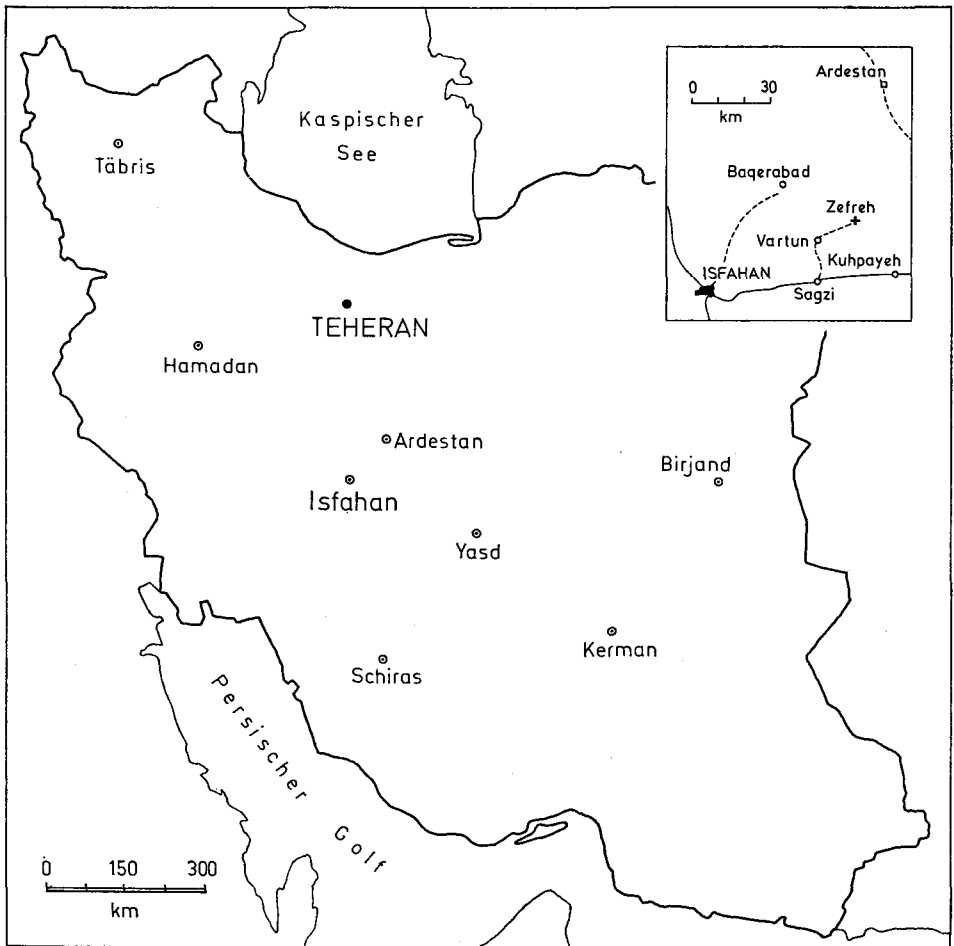 Kaspischer
See
Täbris
TEHERAN
Hamadan
Ardestan
Isfahan
Birjand
Yasd
Kerman
Schiras
Persischer
Golf
0 150 300
km
0 30
km
Ardestan
Baqerabad
Zefreh
Vartun
Kuhpayeh
ISFAHAN
Sagzi